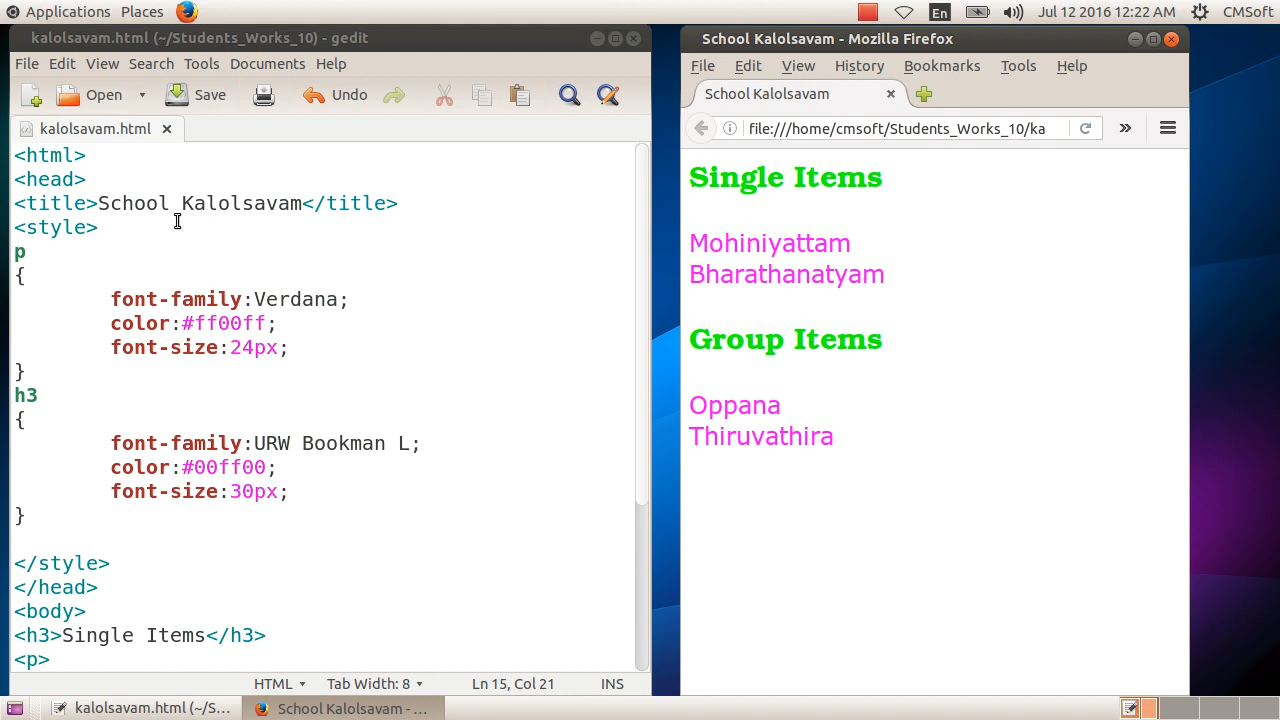 Applications Places En Jul 12 2016 12:22 AM CMSoft
kalolsavam.html (~/Students_Works_10) - gedit
File Edit View Search Tools Documents Help
Open Save Undo
kalolsavam.html
<html>
<head>
<title>School Kalolsavam</title>
<style>
p
{
font-family:Verdana;
color:#ff00ff;
font-size:24px;
}
h3
{
font-family:URW Bookman L;
color:#00ff00;
font-size:30px;
}
</style>
</head>
<body>
<h3>Single Items</h3>
<p>
HTML Tab Width: 8 Ln 15, Col 21 INS
School Kalolsavam - Mozilla Firefox
File Edit View History Bookmarks Tools Help
School Kalolsavam
file:///home/cmsoft/Students_Works_10/ka
Single Items
Mohiniyattam
Bharathanatyam
Group Items
Oppana
Thiruvathira
kalolsavam.html (~/S... School Kalolsavam - ...